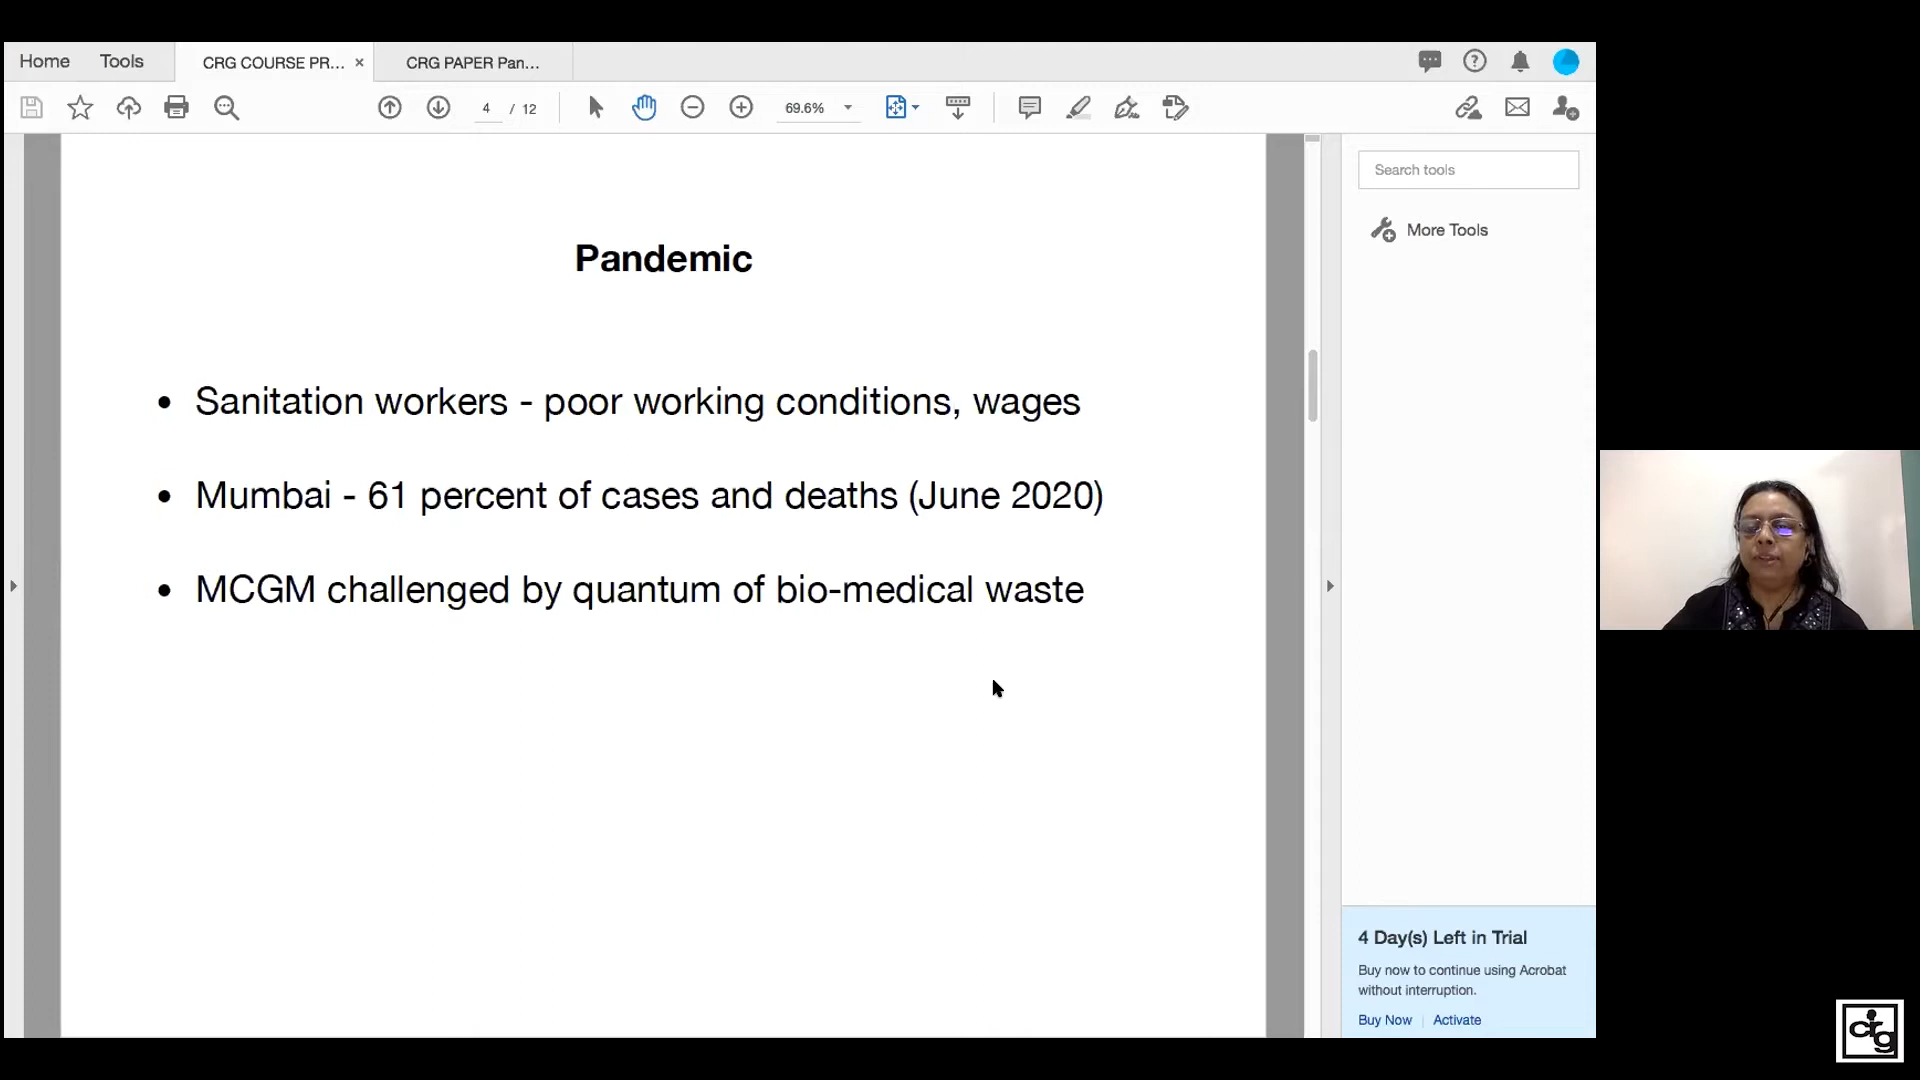 Home Tools CRG COURSE PR... × CRG PAPER Pan...
4 / 12 69.6%
Search tools
More Tools
Pandemic
• Sanitation workers - poor working conditions, wages
• Mumbai - 61 percent of cases and deaths (June 2020)
• MCGM challenged by quantum of bio-medical waste
4 Day(s) Left in Trial
Buy now to continue using Acrobat
without interruption.
Buy Now | Activate
crg